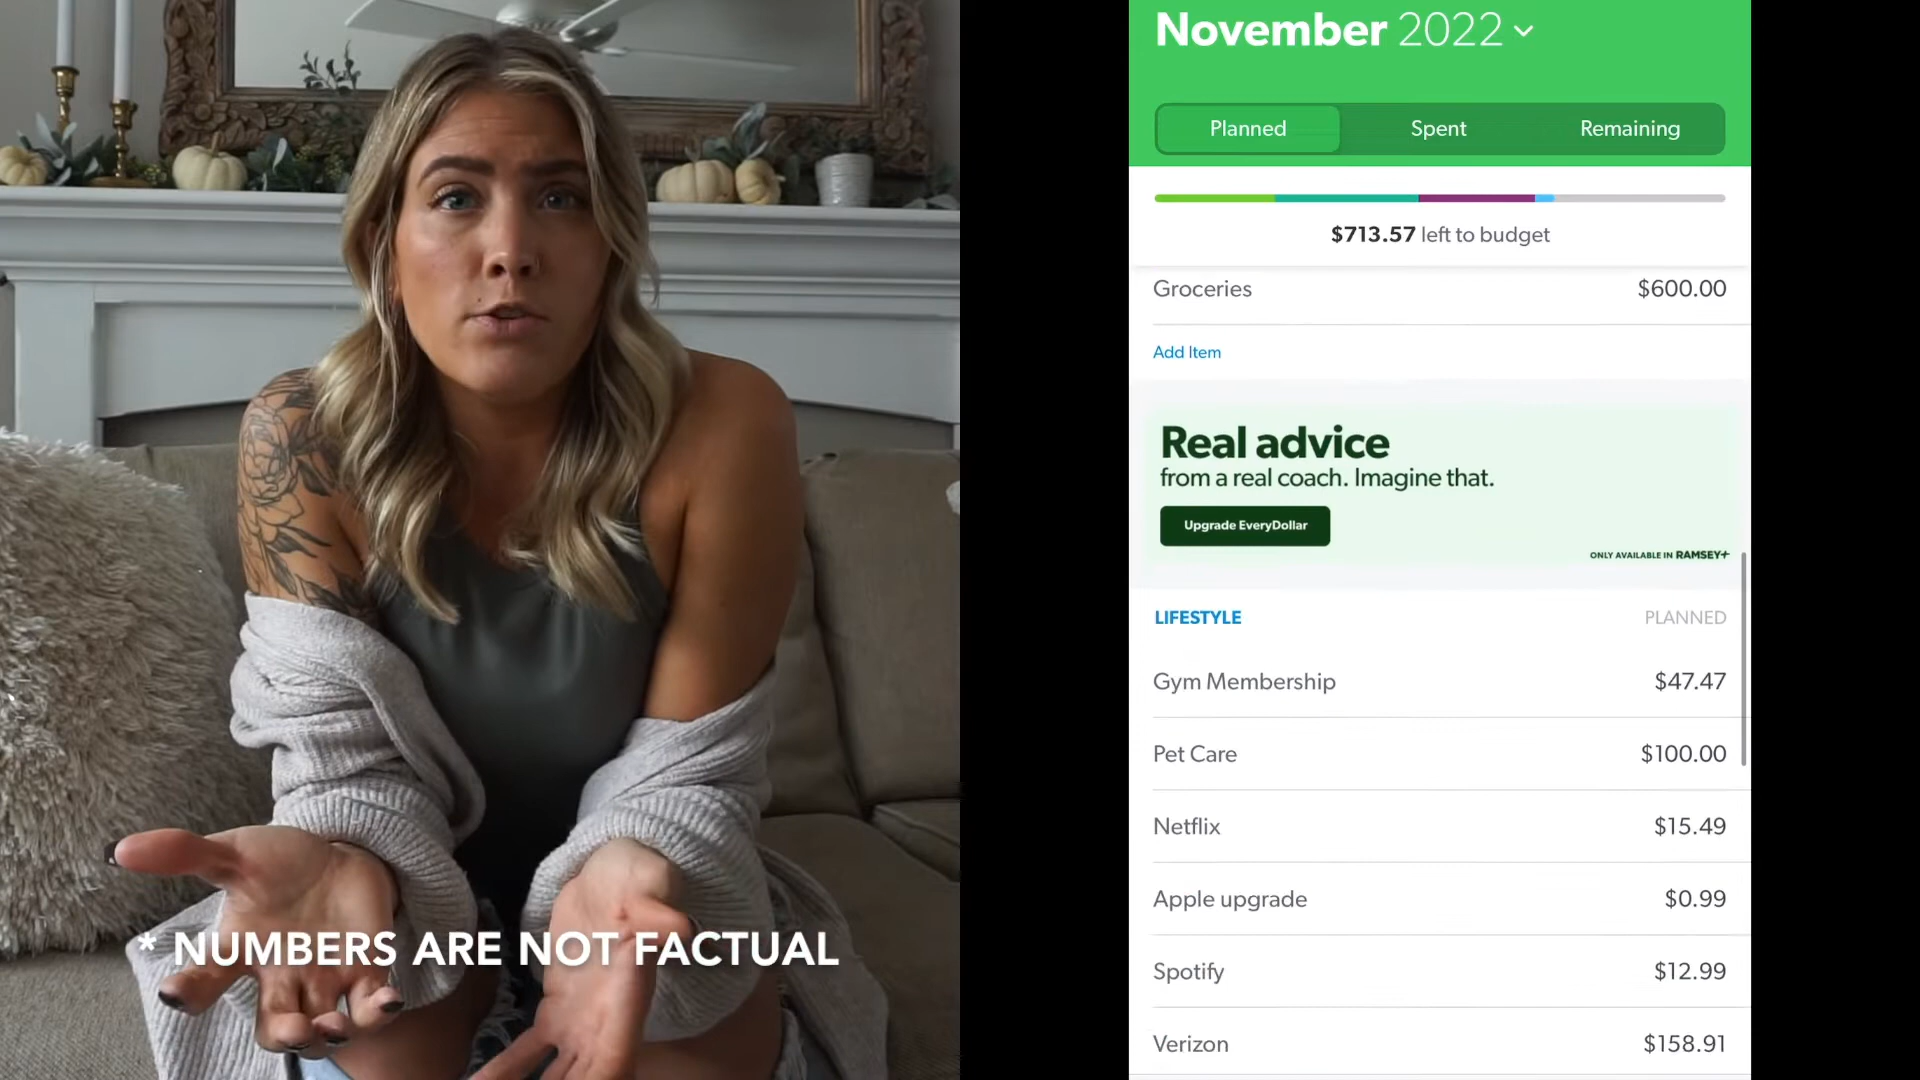 * NUMBERS ARE NOT FACTUAL
November 2022
Planned Spent Remaining
$713.57 left to budget
Groceries $600.00
Add Item
Real advice
from a real coach. Imagine that.
Upgrade EveryDollar
ONLY AVAILABLE IN RAMSEY+
LIFESTYLE PLANNED
Gym Membership $47.47
Pet Care $100.00
Netflix $15.49
Apple upgrade $0.99
Spotify $12.99
Verizon $158.91